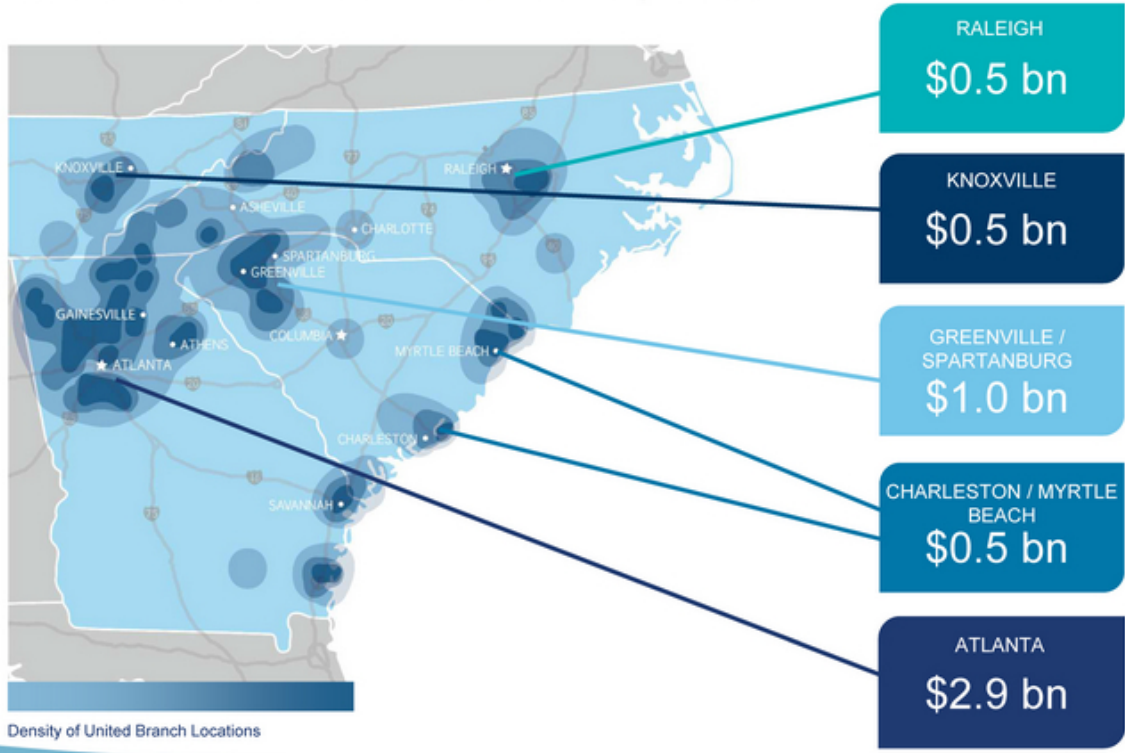 RALEIGH
$0.5 bn
KNOXVILLE
$0.5 bn
GREENVILLE /
SPARTANBURG
$1.0 bn
CHARLESTON / MYRTLE
BEACH
$0.5 bn
ATLANTA
$2.9 bn
KNOXVILLE
RALEIGH
ASHEVILLE
CHARLOTTE
SPARTANBURG
GREENVILLE
GAINESVILLE
ATHENS
COLUMBIA
MYRTLE BEACH
ATLANTA
CHARLESTON
SAVANNAH
Density of United Branch Locations